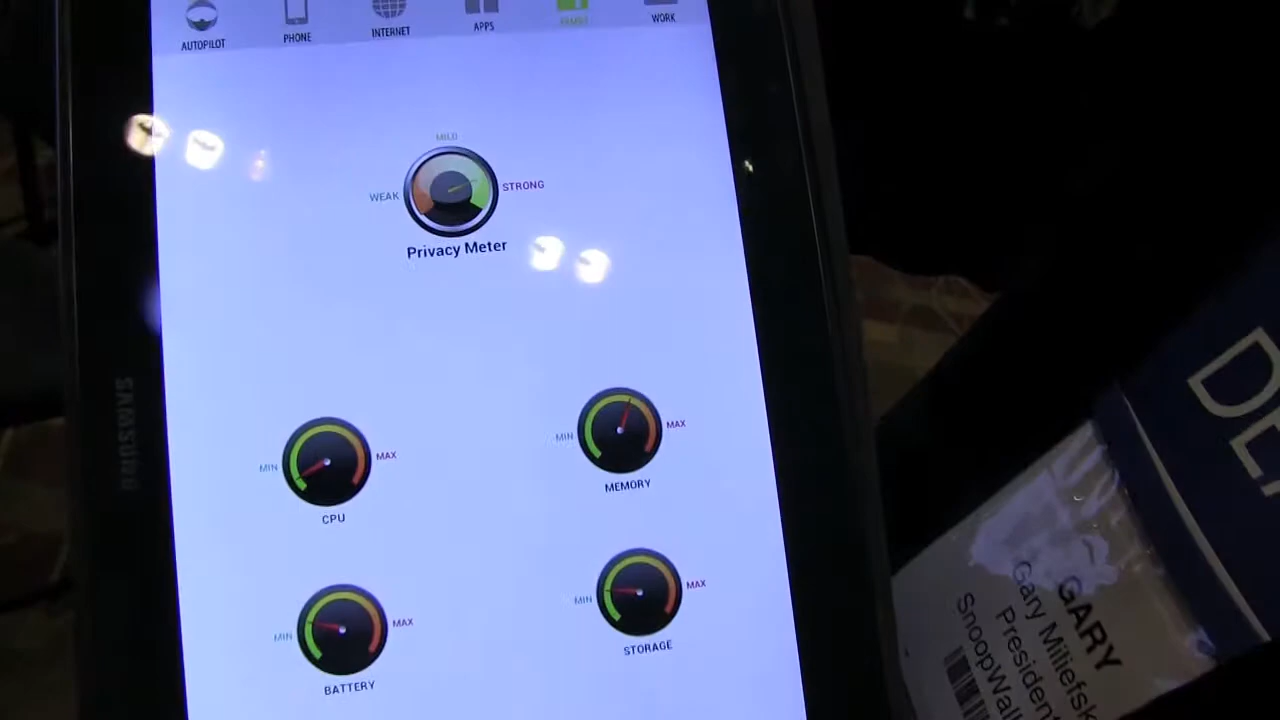 AUTOPILOT
PHONE
INTERNET
APPS
FAMILY
WORK
MILD
WEAK
STRONG
Privacy Meter
MIN
MAX
CPU
MIN
MAX
MEMORY
MIN
MAX
BATTERY
MIN
MAX
STORAGE
SAMSUNG
GARY
Gary Miliefsk
President
SnoopWall